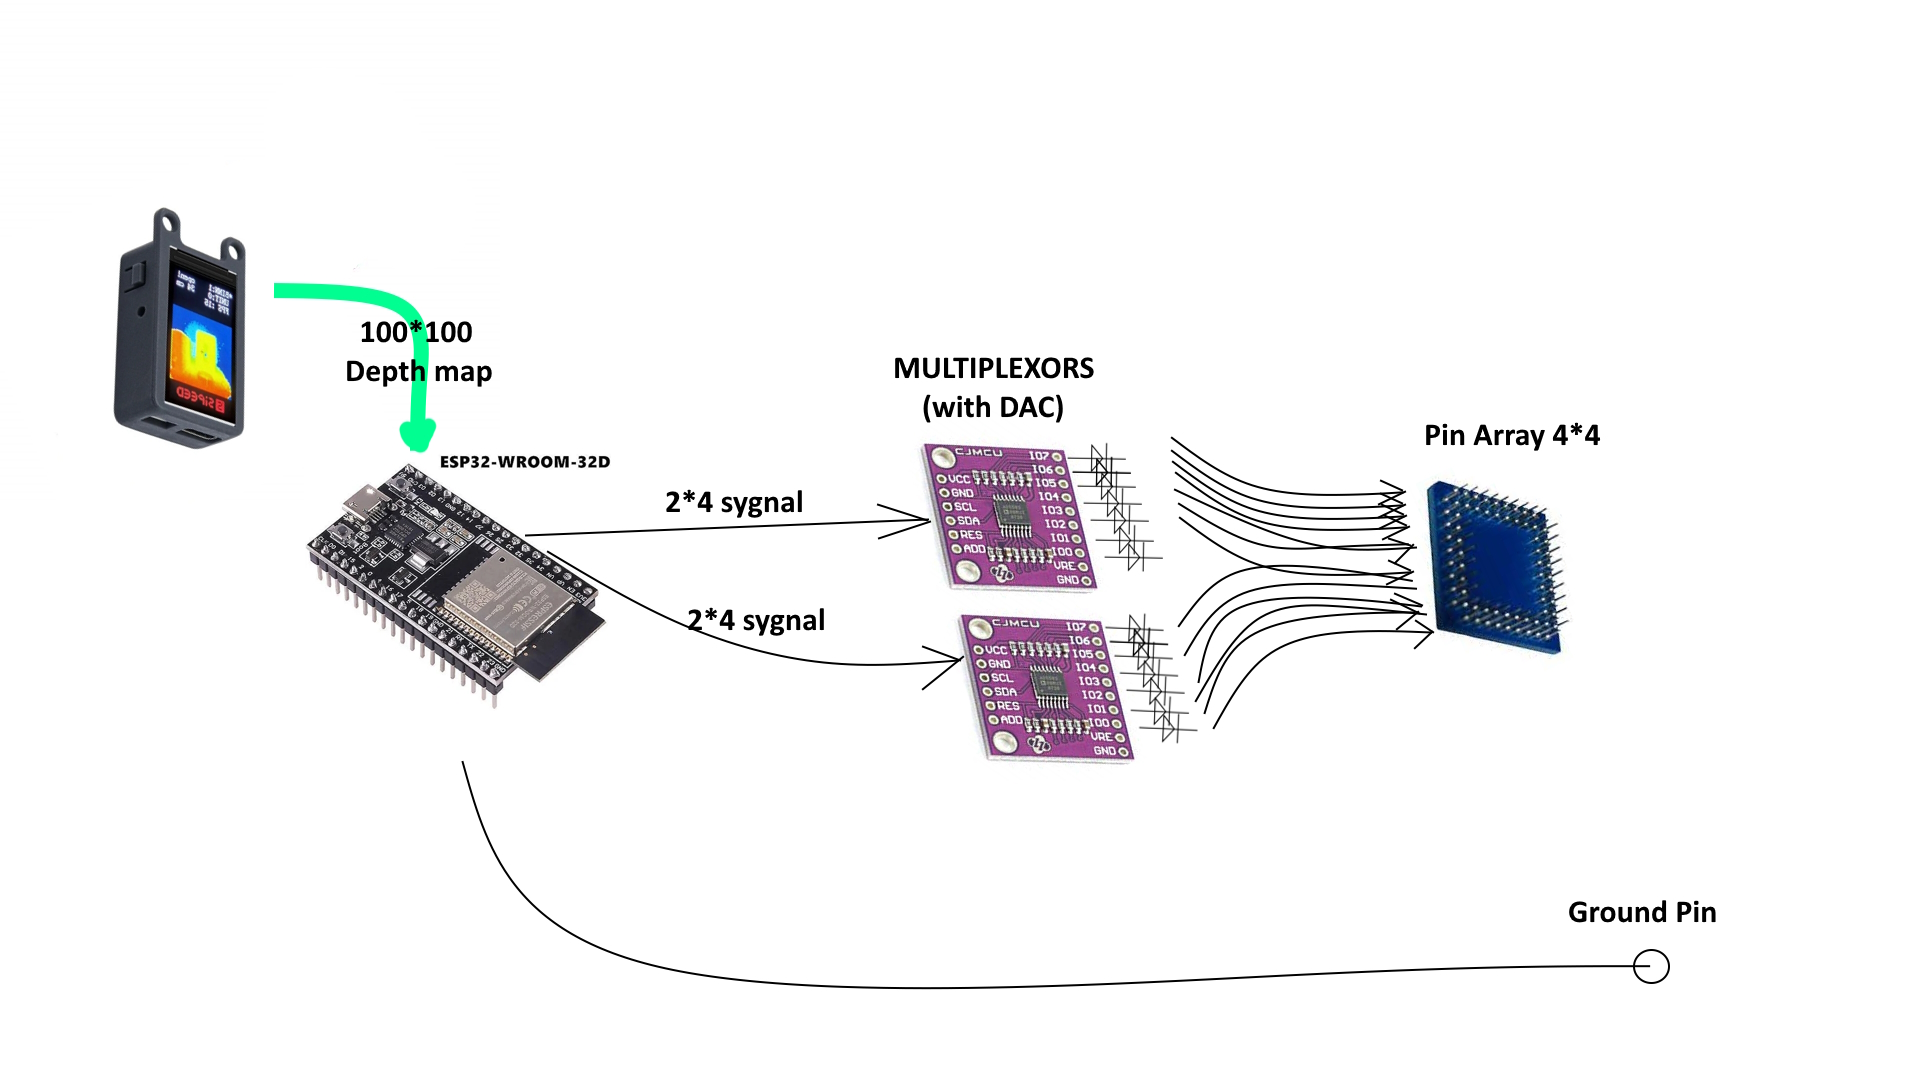 100*100
Depth map
ESP32-WROOM-32D
2*4 sygnal
2*4 sygnal
MULTIPLEXORS
(with DAC)
CJMCU
VCC
GND
SCL
SDA
RES
ADD
IO7
IO6
IO5
IO4
IO3
IO2
IO1
IO0
VRE
GND
CJMCU
VCC
GND
SCL
SDA
RES
ADD
IO7
IO6
IO5
IO4
IO3
IO2
IO1
IO0
VRE
GND
Pin Array 4*4
Ground Pin
SIPEED